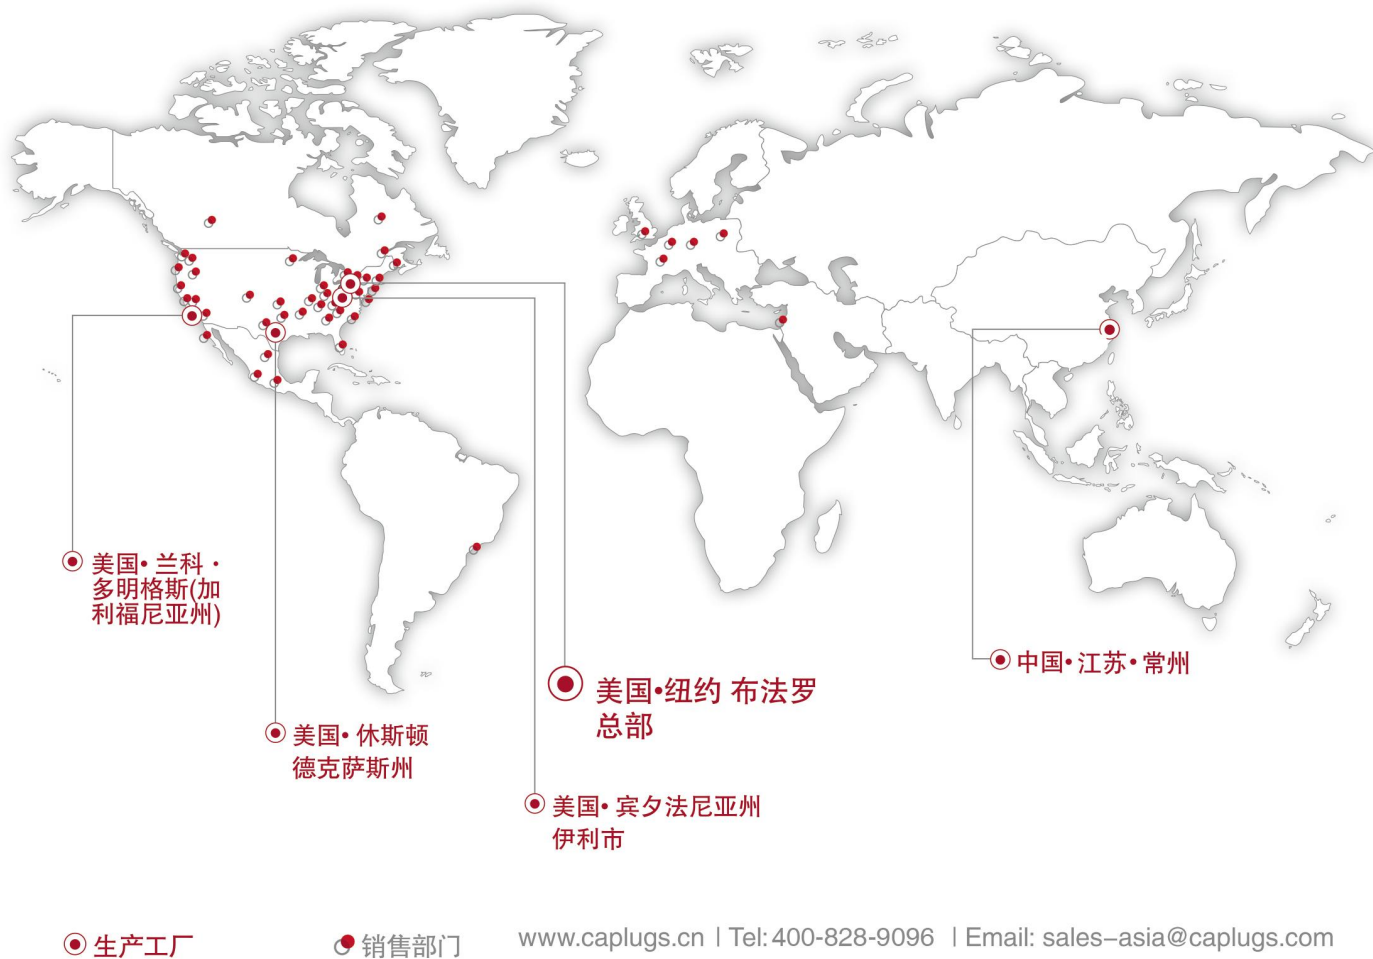 美国• 兰科 ·
多明格斯(加
利福尼亚州)
美国•纽约 布法罗
总部
中国•江苏•常州
美国• 休斯顿
德克萨斯州
美国• 宾夕法尼亚州
伊利市
生产工厂
销售部门
www.caplugs.cn | Tel:400-828-9096 | Email: sales–asia@caplugs.com